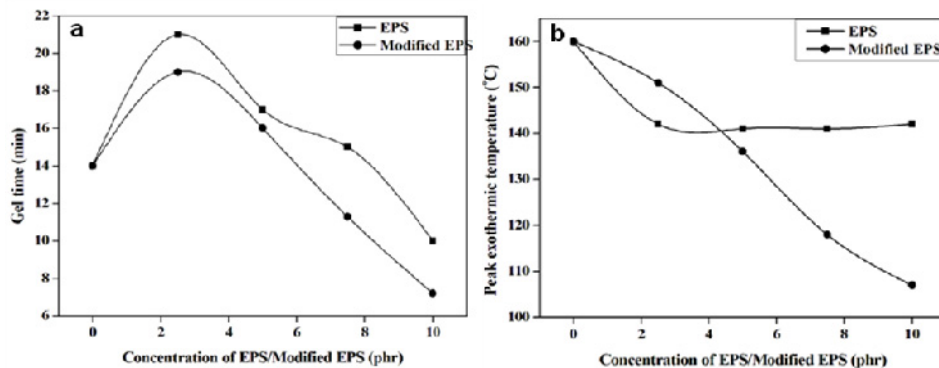 a
EPS
Modified EPS
22
20
18
16
14
12
10
8
6
Gel time (min)
0 2 4 6 8 10
Concentration of EPS/Modified EPS (phr)
b
EPS
Modified EPS
160
150
140
130
120
110
100
Peak exothermic temperature (°C)
0 2 4 6 8 10
Concentration of EPS/Modified EPS (phr)